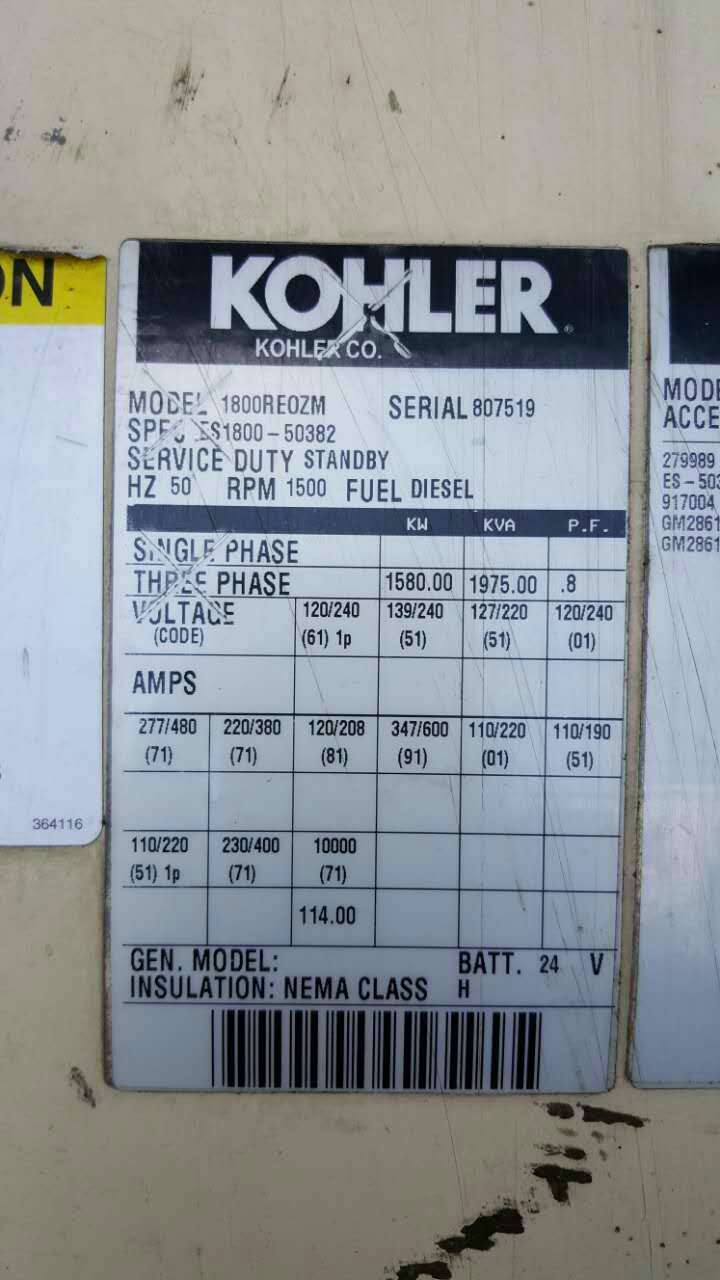 ON
KOHLER®
KOHLER CO.
MODEL 1800REOZM SERIAL 807519
SPEC ES1800-50382
SERVICE DUTY STANDBY
HZ 50 RPM 1500 FUEL DIESEL
KW KVA P.F.
SINGLE PHASE
THREE PHASE 1580.00 1975.00 .8
VOLTAGE 120/240 139/240 127/220 120/240
(CODE) (61) 1p (51) (51) (01)
AMPS
277/480 220/380 120/208 347/600 110/220 110/190
(71) (71) (81) (91) (01) (51)
110/220 230/400 10000
(51) 1p (71) (71)
114.00
GEN. MODEL: BATT. 24 V
INSULATION: NEMA CLASS H
364116
MODE
ACCE
279989
ES-503
917004
GM2861
GM2861